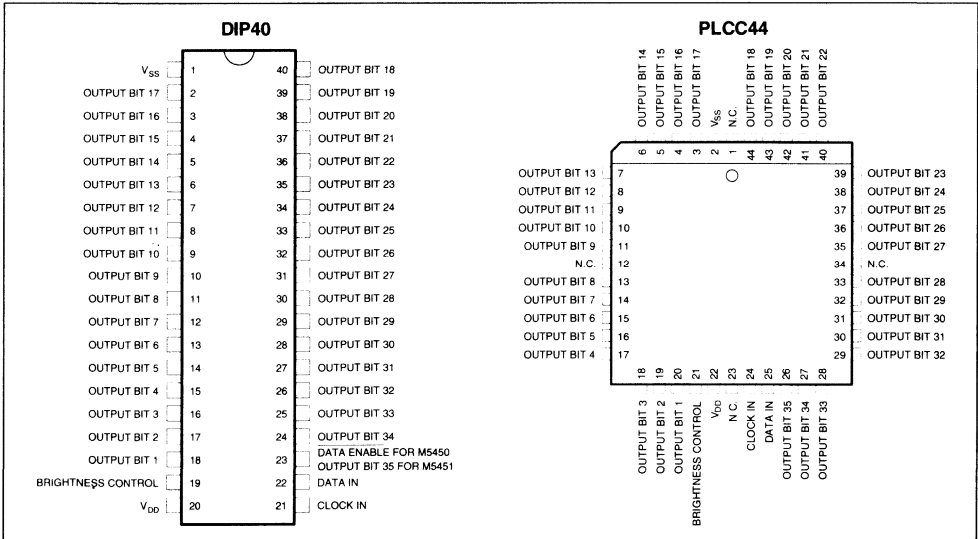 DIP40
V_SS 1 40 OUTPUT BIT 18
OUTPUT BIT 17 2 39 OUTPUT BIT 19
OUTPUT BIT 16 3 38 OUTPUT BIT 20
OUTPUT BIT 15 4 37 OUTPUT BIT 21
OUTPUT BIT 14 5 36 OUTPUT BIT 22
OUTPUT BIT 13 6 35 OUTPUT BIT 23
OUTPUT BIT 12 7 34 OUTPUT BIT 24
OUTPUT BIT 11 8 33 OUTPUT BIT 25
OUTPUT BIT 10 9 32 OUTPUT BIT 26
OUTPUT BIT 9 10 31 OUTPUT BIT 27
OUTPUT BIT 8 11 30 OUTPUT BIT 28
OUTPUT BIT 7 12 29 OUTPUT BIT 29
OUTPUT BIT 6 13 28 OUTPUT BIT 30
OUTPUT BIT 5 14 27 OUTPUT BIT 31
OUTPUT BIT 4 15 26 OUTPUT BIT 32
OUTPUT BIT 3 16 25 OUTPUT BIT 33
OUTPUT BIT 2 17 24 OUTPUT BIT 34
OUTPUT BIT 1 18 23 DATA ENABLE FOR M5450
OUTPUT BIT 35 FOR M5451
BRIGHTNESS CONTROL 19 22 DATA IN
V_DD 20 21 CLOCK IN
PLCC44
OUTPUT BIT 14
OUTPUT BIT 15
OUTPUT BIT 16
OUTPUT BIT 17
V_SS
N.C.
OUTPUT BIT 18
OUTPUT BIT 19
OUTPUT BIT 20
OUTPUT BIT 21
OUTPUT BIT 22
6 5 4 3 2 1 44 43 42 41 40
OUTPUT BIT 13 7 39 OUTPUT BIT 23
OUTPUT BIT 12 8 38 OUTPUT BIT 24
OUTPUT BIT 11 9 37 OUTPUT BIT 25
OUTPUT BIT 10 10 36 OUTPUT BIT 26
OUTPUT BIT 9 11 35 OUTPUT BIT 27
N.C. 12 34 N.C.
OUTPUT BIT 8 13 33 OUTPUT BIT 28
OUTPUT BIT 7 14 32 OUTPUT BIT 29
OUTPUT BIT 6 15 31 OUTPUT BIT 30
OUTPUT BIT 5 16 30 OUTPUT BIT 31
OUTPUT BIT 4 17 29 OUTPUT BIT 32
18 19 20 21 22 23 24 25 26 27 28
OUTPUT BIT 3
OUTPUT BIT 2
OUTPUT BIT 1
BRIGHTNESS CONTROL
V_DD
N C.
CLOCK IN
DATA IN
OUTPUT BIT 35
OUTPUT BIT 34
OUTPUT BIT 33